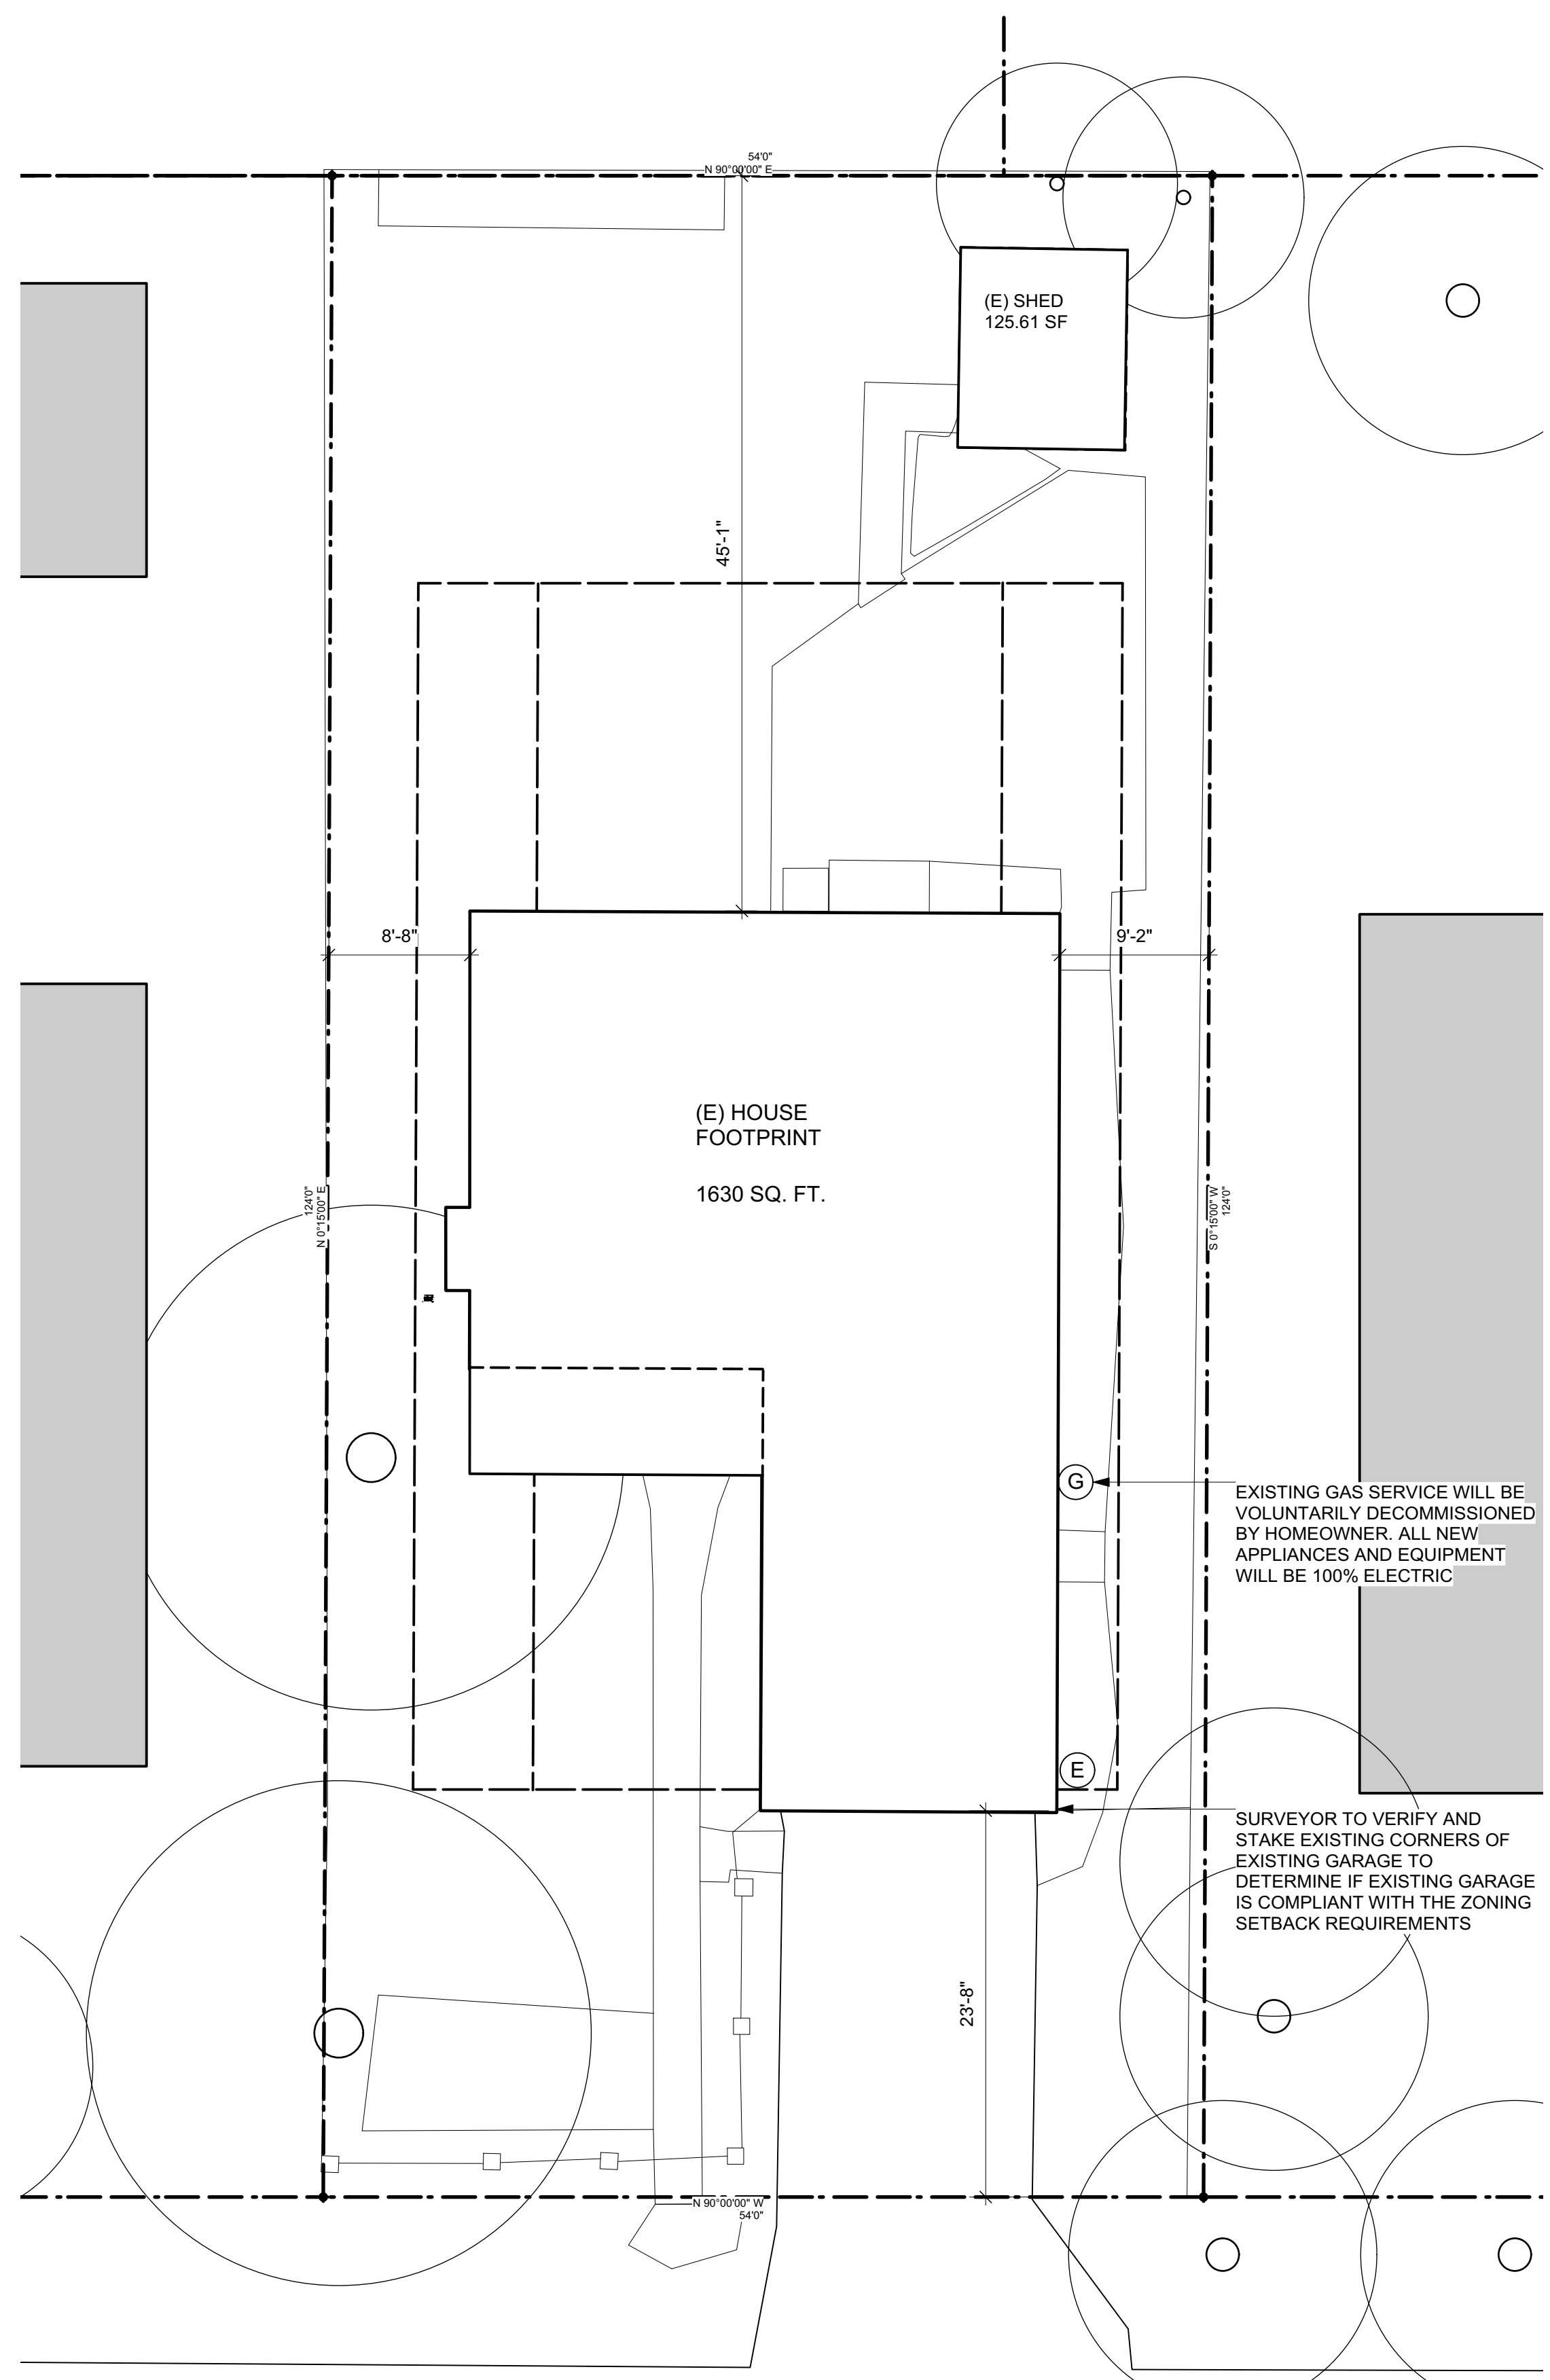 54'0"
N 90°00'00" E
(E) SHED
125.61 SF
45'-1"
8'-8"
9'-2"
(E) HOUSE
FOOTPRINT
1630 SQ. FT.
124'0"
N 0°15'00" E
S 0°15'00" W
124'0"
G
EXISTING GAS SERVICE WILL BE
VOLUNTARILY DECOMMISSIONED
BY HOMEOWNER. ALL NEW
APPLIANCES AND EQUIPMENT
WILL BE 100% ELECTRIC
E
SURVEYOR TO VERIFY AND
STAKE EXISTING CORNERS OF
EXISTING GARAGE TO
DETERMINE IF EXISTING GARAGE
IS COMPLIANT WITH THE ZONING
SETBACK REQUIREMENTS
23'-8"
N 90°00'00" W
54'0"